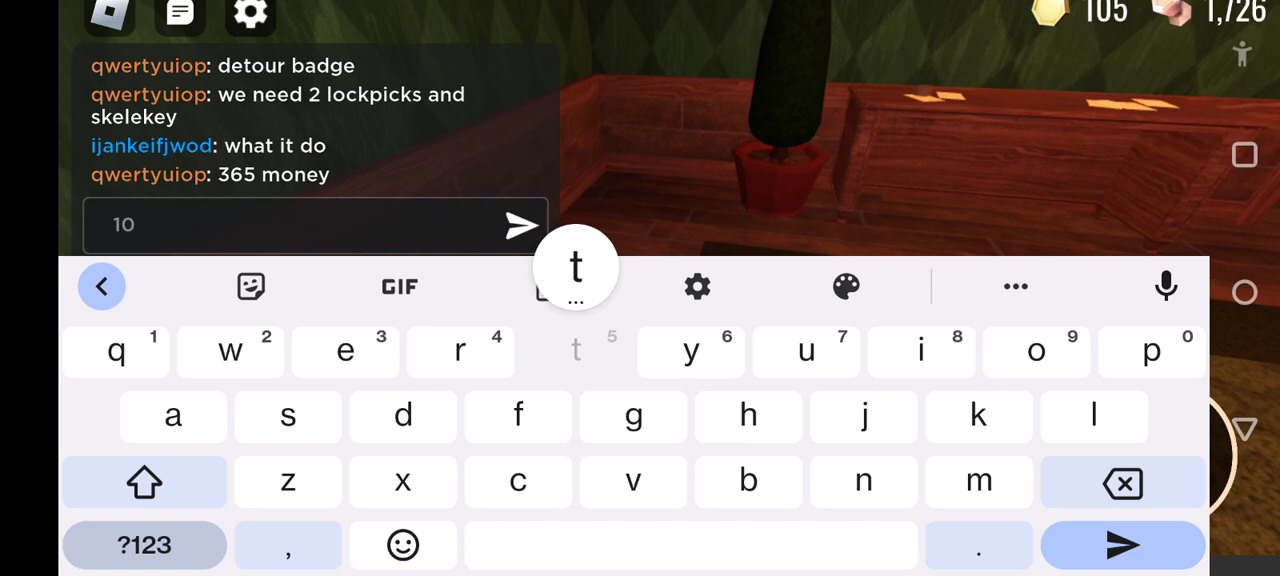 105 1,726
qwertyuiop: detour badge
qwertyuiop: we need 2 lockpicks and
skelekey
ijankeifjwod: what it do
qwertyuiop: 365 money
10
t
...
GIF
q 1 w 2 e 3 r 4 t 5 y 6 u 7 i 8 o 9 p 0
a s d f g h j k l
z x c v b n m
?123 , .